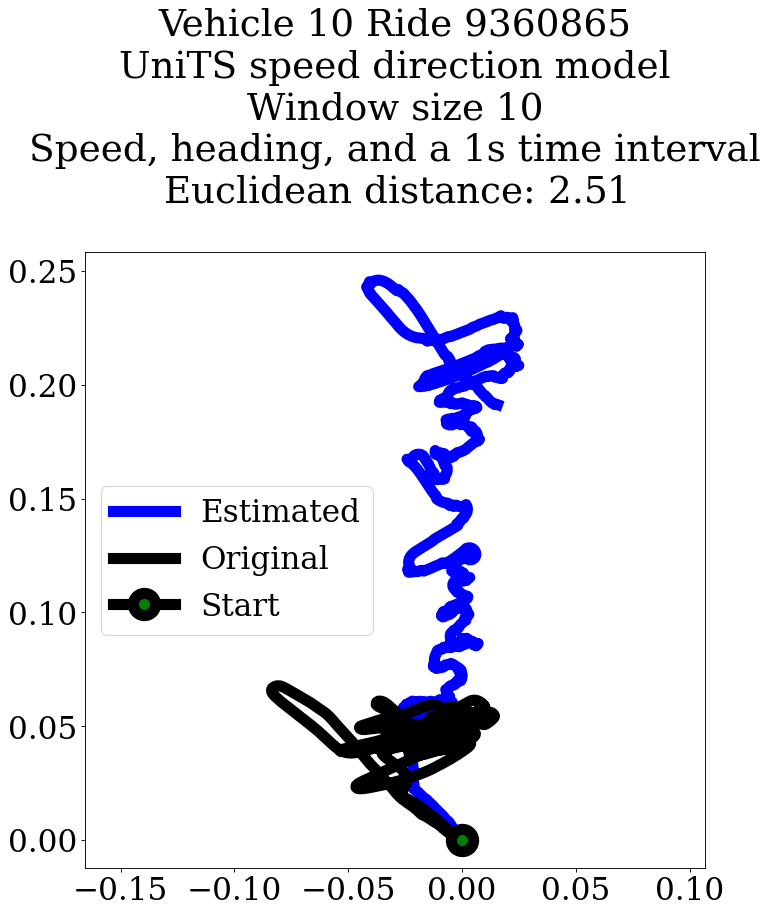 Vehicle 10 Ride 9360865
UniTS speed direction model
Window size 10
Speed, heading, and a 1s time interval
Euclidean distance: 2.51
0.25
0.20
0.15
0.10
0.05
0.00
Estimated
Original
Start
−0.15 −0.10 −0.05 0.00 0.05 0.10